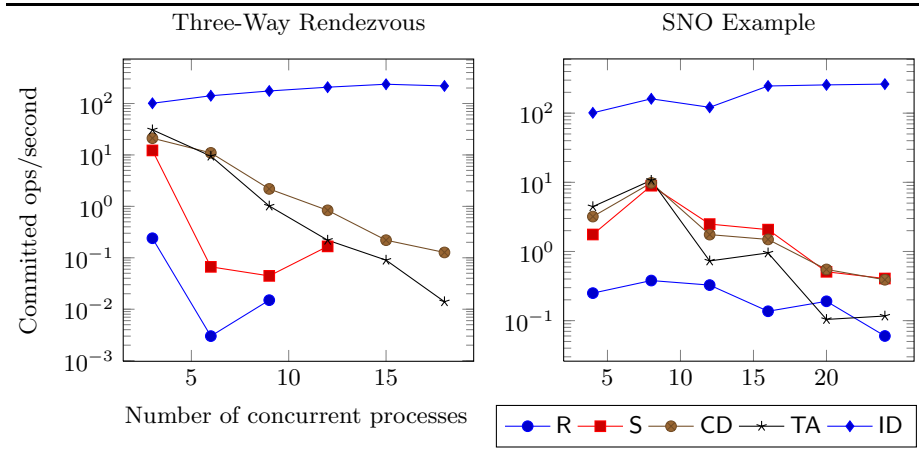 Three-Way Rendezvous
SNO Example
Committed ops/second
10^2
10^1
10^0
10^−1
10^−2
10^−3
5 10 15
Number of concurrent processes
10^2
10^1
10^0
10^−1
5 10 15 20
R S CD TA ID